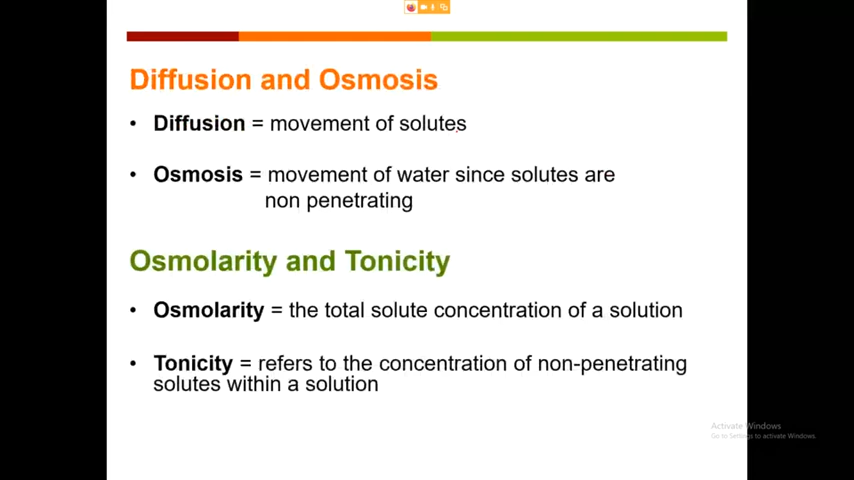 Diffusion and Osmosis
• Diffusion = movement of solutes
• Osmosis = movement of water since solutes are
non penetrating
Osmolarity and Tonicity
• Osmolarity = the total solute concentration of a solution
• Tonicity = refers to the concentration of non-penetrating
solutes within a solution
Activate Windows
Go to Settings to activate Windows.